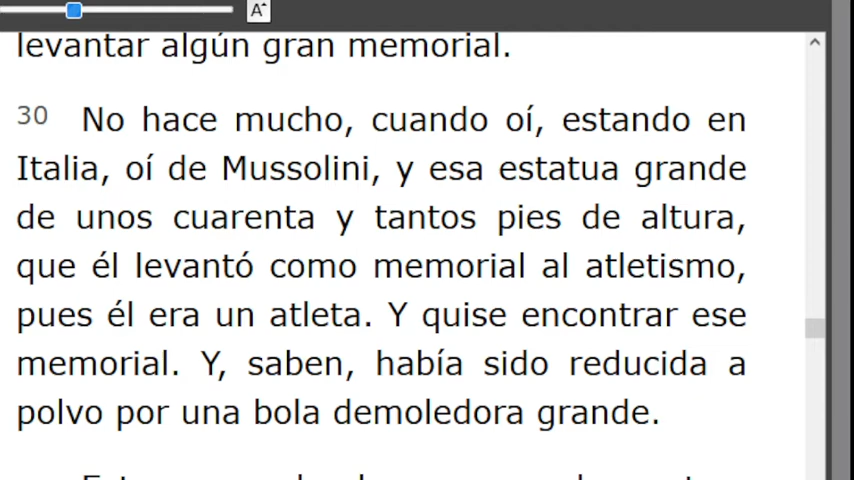 A
levantar algún gran memorial.
30 No hace mucho, cuando oí, estando en
Italia, oí de Mussolini, y esa estatua grande
de unos cuarenta y tantos pies de altura,
que él levantó como memorial al atletismo,
pues él era un atleta. Y quise encontrar ese
memorial. Y, saben, había sido reducida a
polvo por una bola demoledora grande.